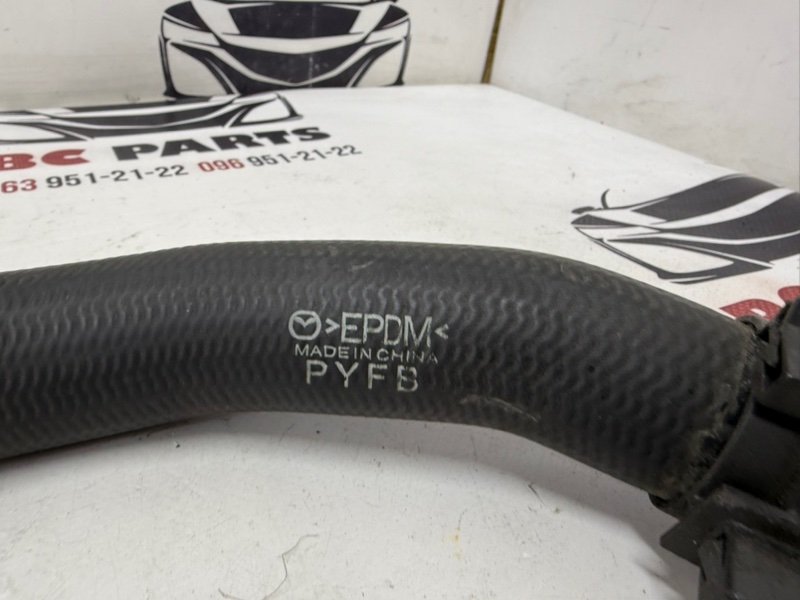 BC PARTS
63 951-21-22 096 951-21-22
>EPDM<
MADE IN CHINA
PYFB